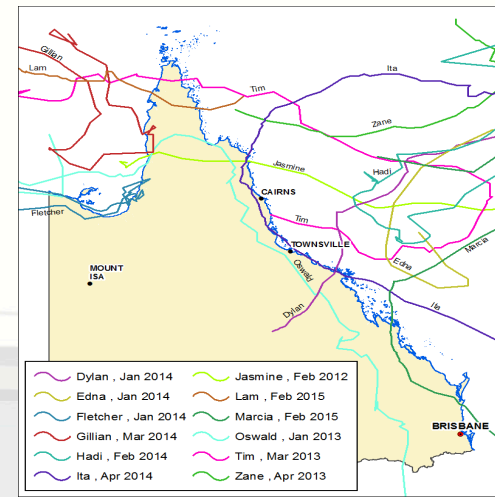 Gillian
Lam
Tim
Ita
Zane
Jasmine
Hadi
CAIRNS
Fletcher
Tim
Marcia
TOWNSVILLE
Edna
Oswald
MOUNT
ISA
Ita
Dylan
Dylan , Jan 2014
Edna , Jan 2014
Fletcher , Jan 2014
Gillian , Mar 2014
Hadi , Feb 2014
Ita , Apr 2014
Jasmine , Feb 2012
Lam , Feb 2015
Marcia , Feb 2015
Oswald , Jan 2013
Tim , Mar 2013
Zane , Apr 2013
BRISBANE